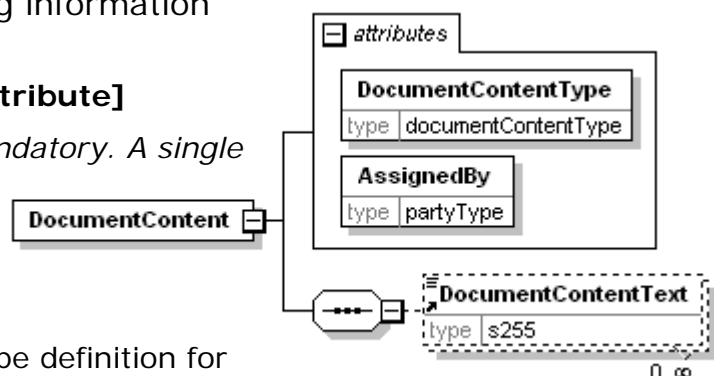 g information
tribute]
ndatory. A single
pe definition for
attributes
DocumentContentType
type documentContentType
AssignedBy
type partyType
DocumentContent
DocumentContentText
type s255
0..∞